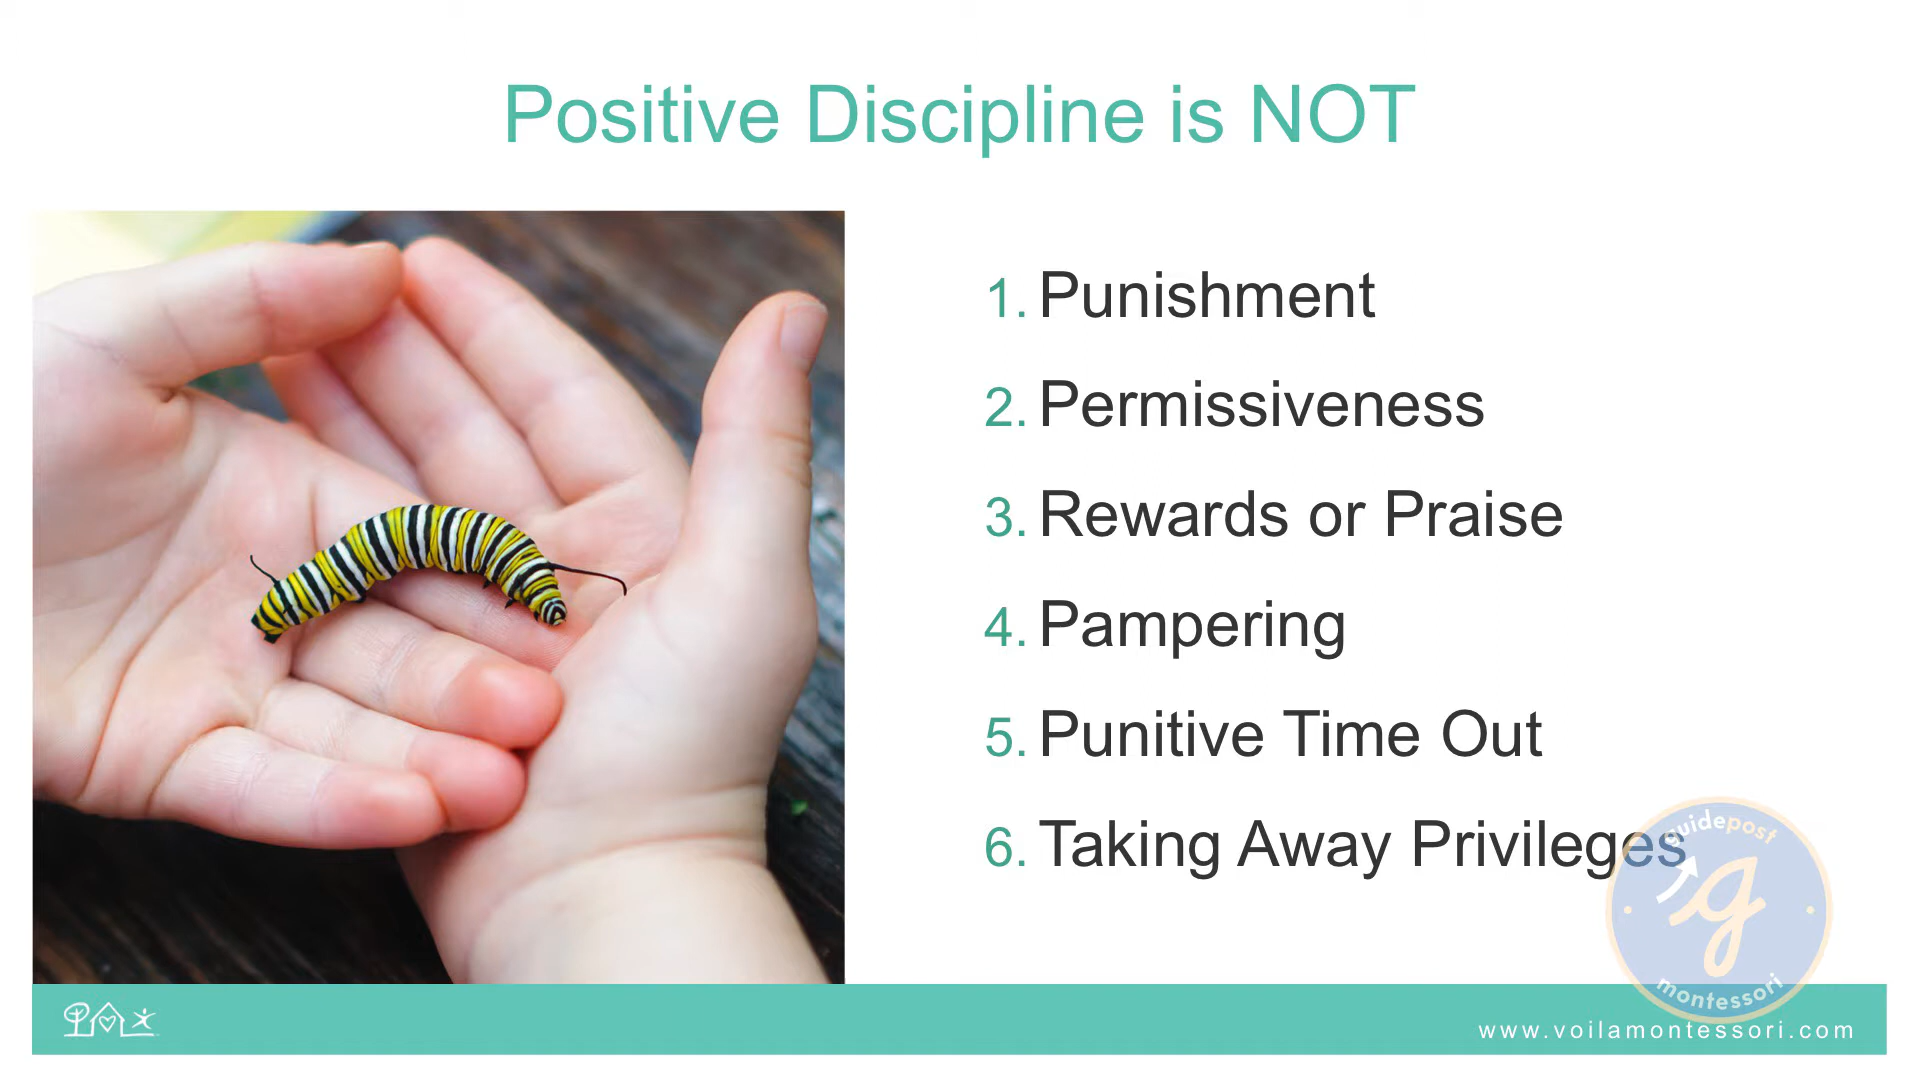 Positive Discipline is NOT
1. Punishment
2. Permissiveness
3. Rewards or Praise
4. Pampering
5. Punitive Time Out
6. Taking Away Privileges
guidepost
g
montessori
www.voilamontessori.com